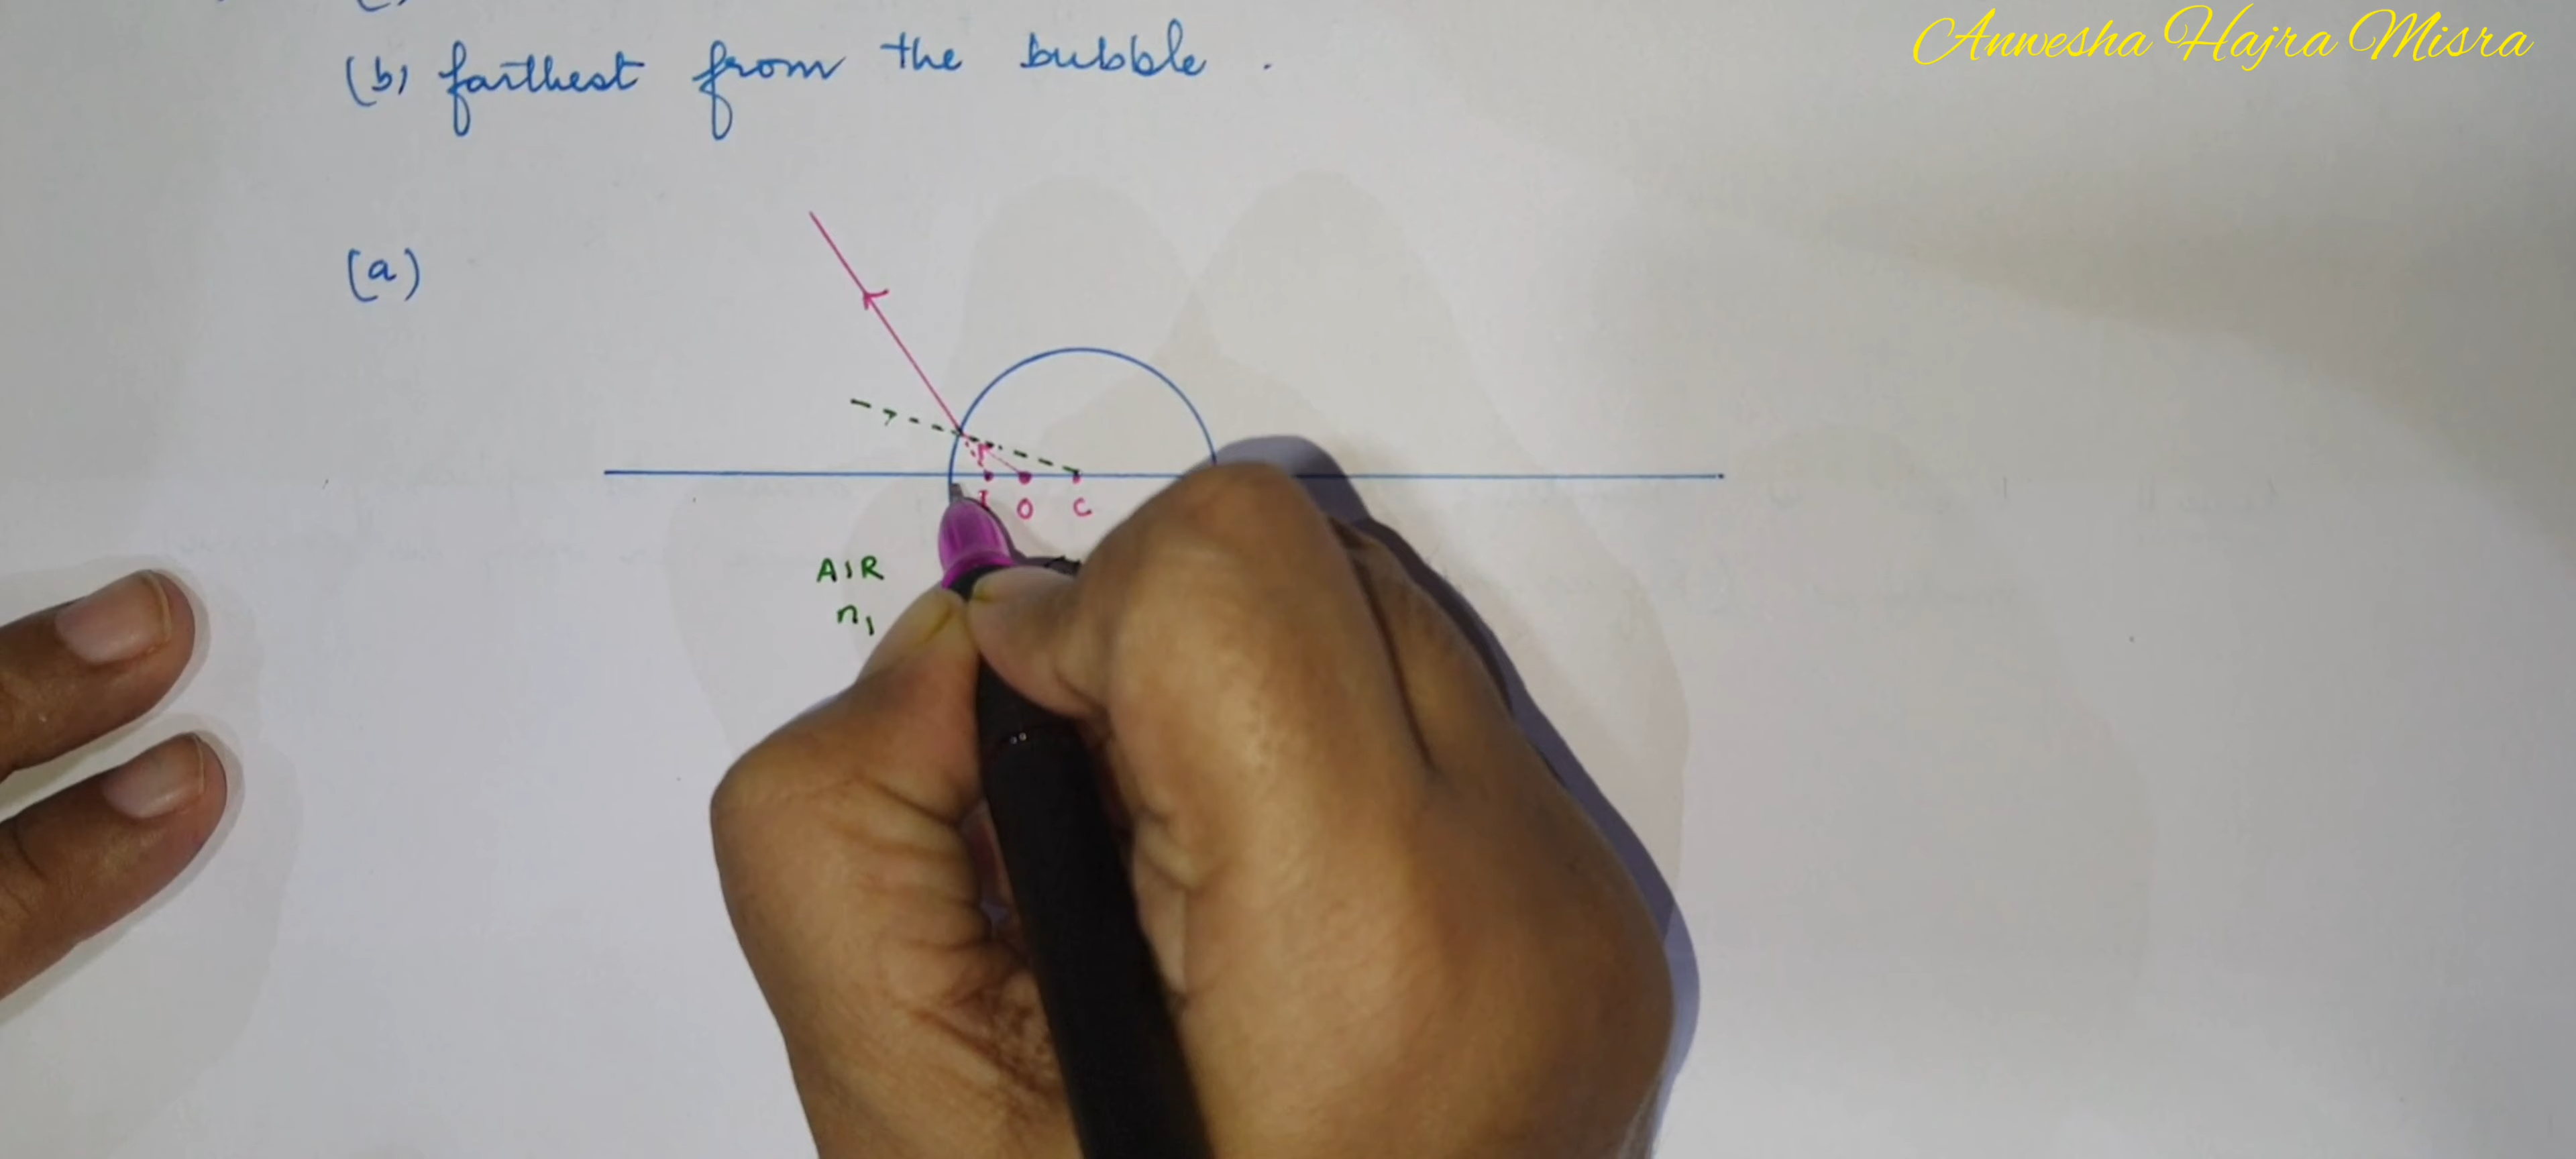 Anwesha Hajra Misra
(b) farthest from the bubble .
(a)
I O C
AIR
n1